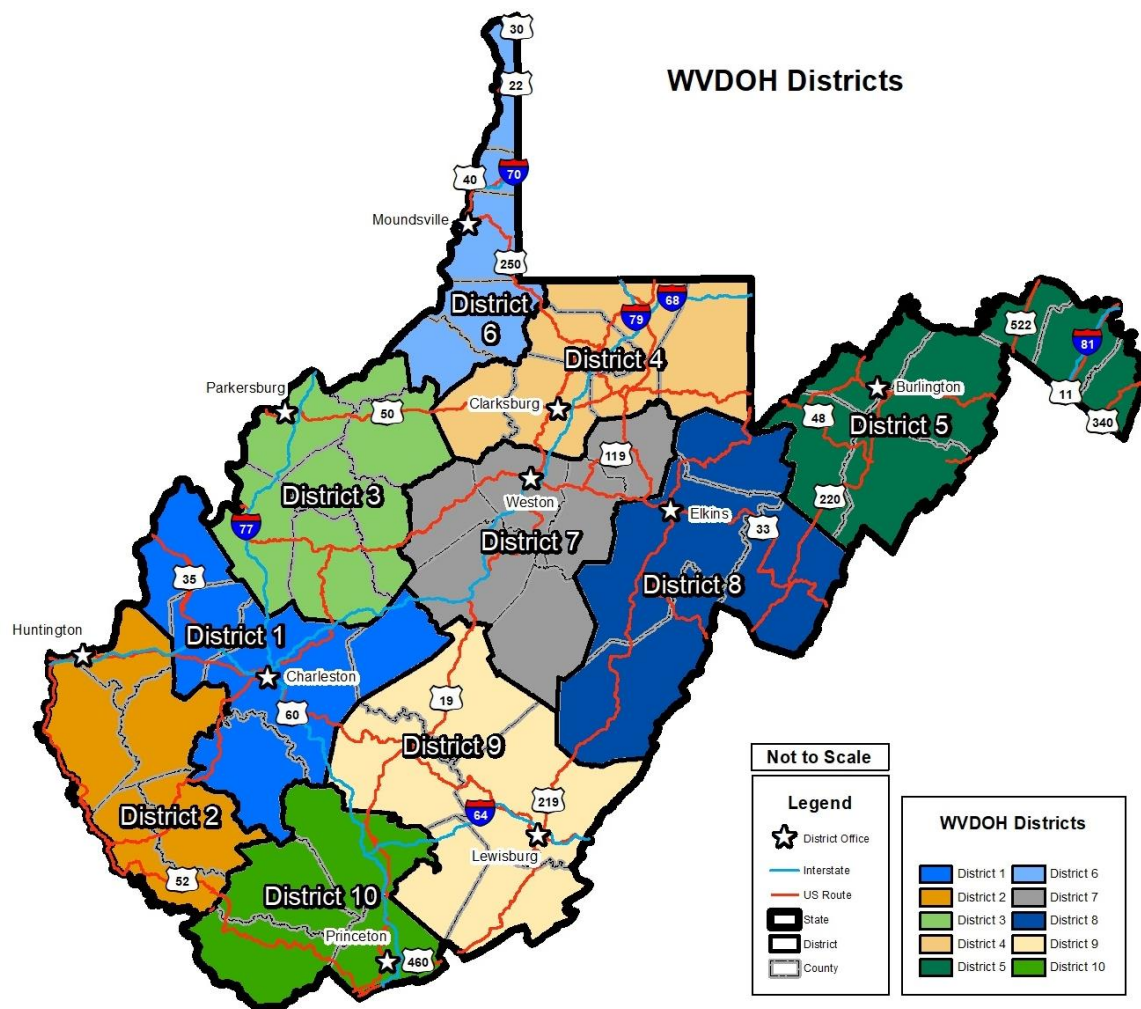 30
WVDOH Districts
22
40
70
Moundsville
250
District
6
79
68
522
81
District 4
Parkersburg
50
Clarksburg
Burlington
11
48
District 5
340
119
District 3
Weston
220
77
Elkins
33
District 7
35
District 8
Huntington
District 1
Charleston
19
60
District 9
219
64
District 2
Lewisburg
52
District 10
Princeton
460
Not to Scale
Legend
District Office
Interstate
US Route
State
District
County
WVDOH Districts
District 1
District 6
District 2
District 7
District 3
District 8
District 4
District 9
District 5
District 10